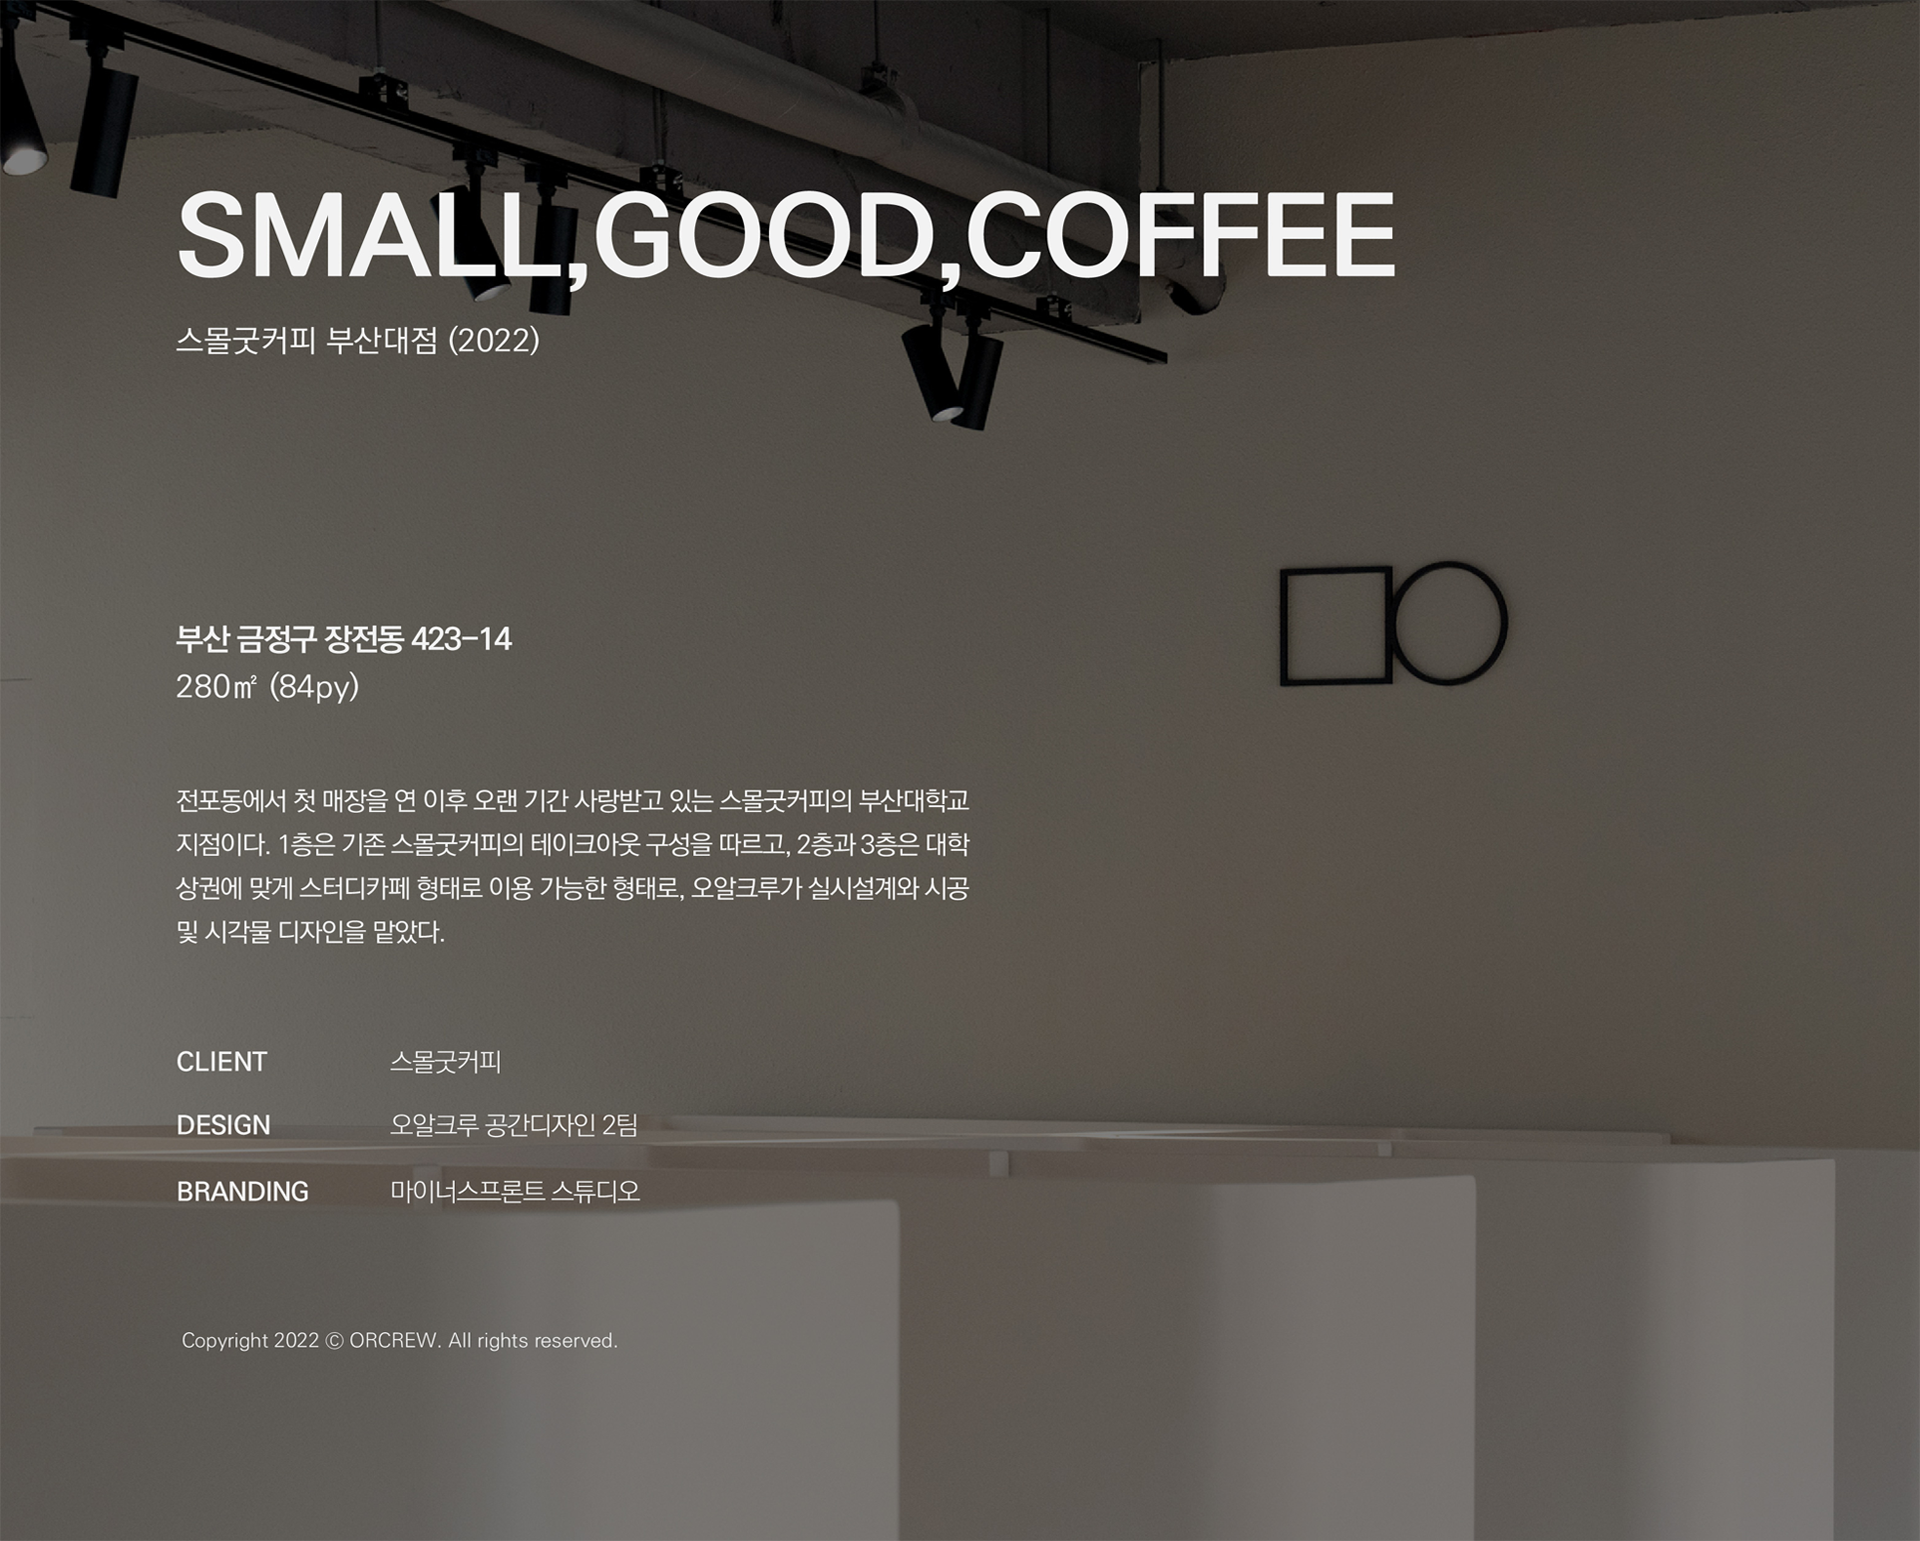 SMALL,GOOD,COFFEE
스몰굿커피 부산대점 (2022)
부산 금정구 장전동 423-14
280㎡ (84py)
전포동에서 첫 매장을 연 이후 오랜 기간 사랑받고 있는 스몰굿커피의 부산대학교
지점이다. 1층은 기존 스몰굿커피의 테이크아웃 구성을 따르고, 2층과 3층은 대학
상권에 맞게 스터디카페 형태로 이용 가능한 형태로, 오알크루가 실시설계와 시공
및 시각물 디자인을 맡았다.
CLIENT 스몰굿커피
DESIGN 오알크루 공간디자인 2팀
BRANDING 마이너스프론트 스튜디오
Copyright 2022 © ORCREW. All rights reserved.